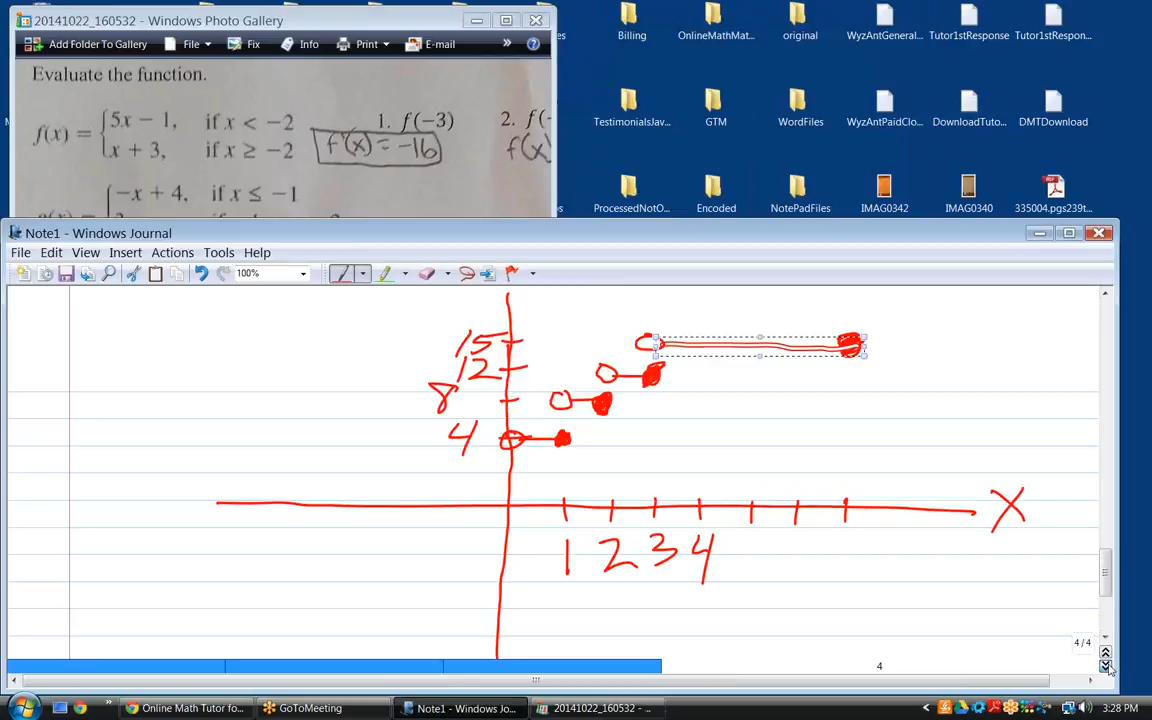 20141022_160532 - Windows Photo Gallery
Add Folder To Gallery File Fix Info Print E-mail » ?
Evaluate the function.
f(x) = { 5x − 1, if x < −2
x + 3, if x ≥ −2
1. f(−3)
f(x) = -16
2. f(-
f(x)
−x + 4, if x ≤ −1
Billing
OnlineMathMat...
original
WyzAntGeneral...
Tutor1stResponse
Tutor1stRespon...
TestimonialsJav...
GTM
WordFiles
WyzAntPaidClo...
DownloadTuto...
DMTDownload
ProcessedNotO...
Encoded
NotePadFiles
IMAG0342
IMAG0340
335004.pgs239t...
Note1 - Windows Journal
File Edit View Insert Actions Tools Help
100%
15
12
8
4
X
1 2 3 4
4 / 4
4
Online Math Tutor fo...
GoToMeeting
Note1 - Windows Jo...
20141022_160532 - ...
3:28 PM